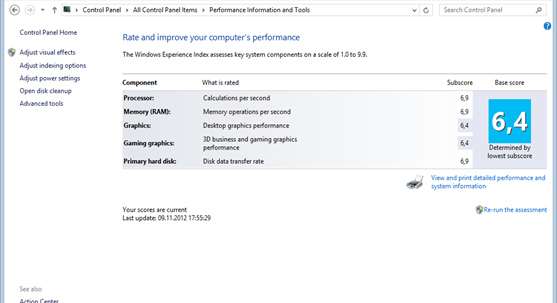 Control Panel ▸ All Control Panel Items ▸ Performance Information and Tools
Search Control Panel
Control Panel Home
Adjust visual effects
Adjust indexing options
Adjust power settings
Open disk cleanup
Advanced tools
Rate and improve your computer's performance
The Windows Experience Index assesses key system components on a scale of 1.0 to 9.9.
Component What is rated Subscore Base score
Processor: Calculations per second 6,9
Memory (RAM): Memory operations per second 6,9
Graphics: Desktop graphics performance 6,4
Gaming graphics: 3D business and gaming graphics
performance 6,4
Primary hard disk: Disk data transfer rate 6,9
6,4
Determined by
lowest subscore
View and print detailed performance and
system information
Your scores are current
Last update: 09.11.2012 17:55:29
Re-run the assessment
See also
Action Center